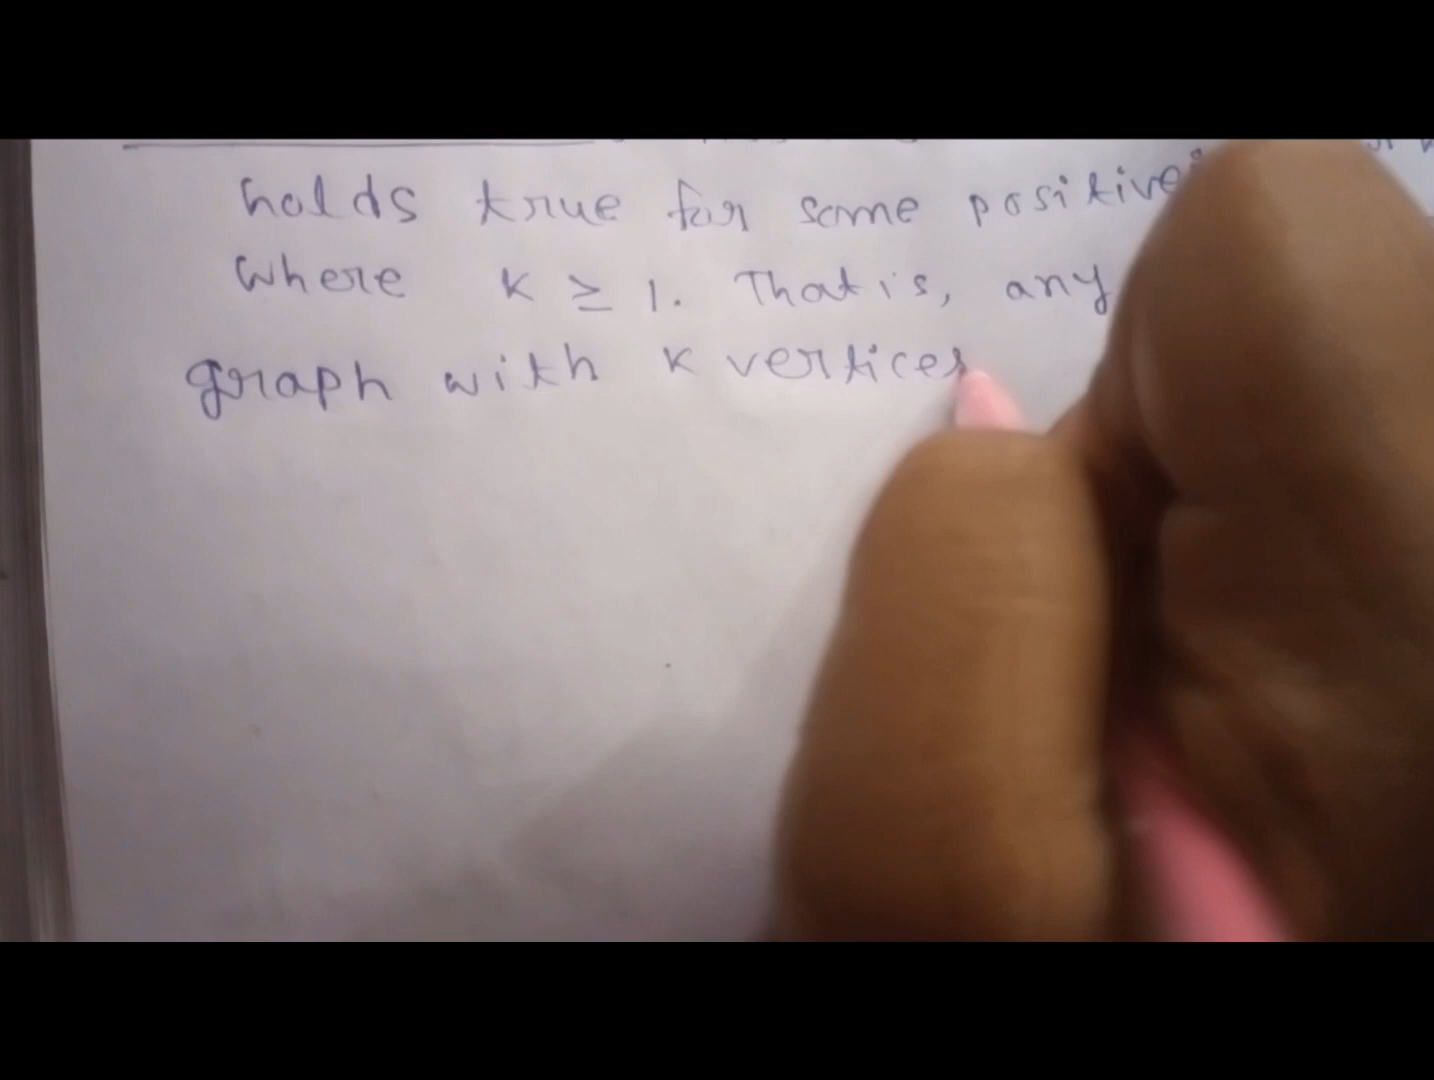 holds true for some positive
where K ≥ 1. That is, any
graph with K vertices